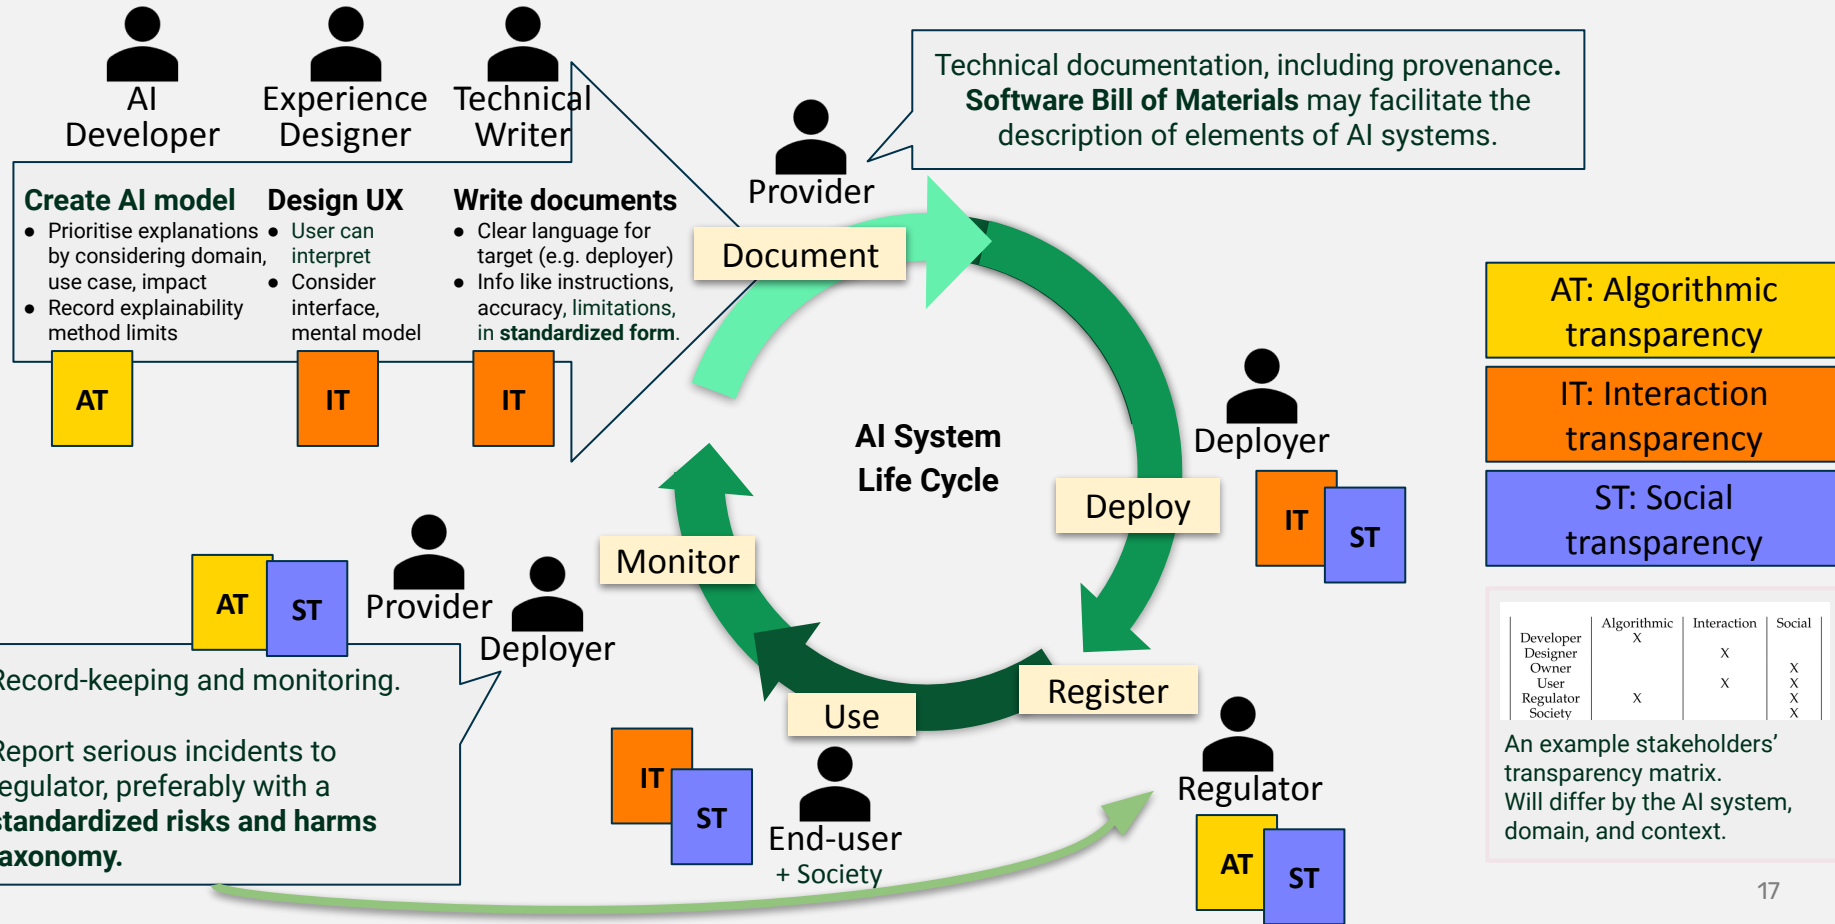 AI
Developer
Experience
Designer
Technical
Writer
Create AI model
● Prioritise explanations
by considering domain,
use case, impact
● Record explainability
method limits
AT
Design UX
● User can
interpret
● Consider
interface,
mental model
IT
Write documents
● Clear language for
target (e.g. deployer)
● Info like instructions,
accuracy, limitations,
in standardized form.
IT
Provider
Technical documentation, including provenance.
Software Bill of Materials may facilitate the
description of elements of AI systems.
Document
AI System
Life Cycle
Deployer
Deploy
IT
ST
Register
Regulator
AT
ST
Use
IT
ST
End-user
+ Society
Monitor
AT
ST
Provider
Deployer
Record-keeping and monitoring.
Report serious incidents to
regulator, preferably with a
standardized risks and harms
taxonomy.
AT: Algorithmic
transparency
IT: Interaction
transparency
ST: Social
transparency
Algorithmic Interaction Social
Developer X
Designer X
Owner X
User X X
Regulator X X
Society X
An example stakeholders’
transparency matrix.
Will differ by the AI system,
domain, and context.
17